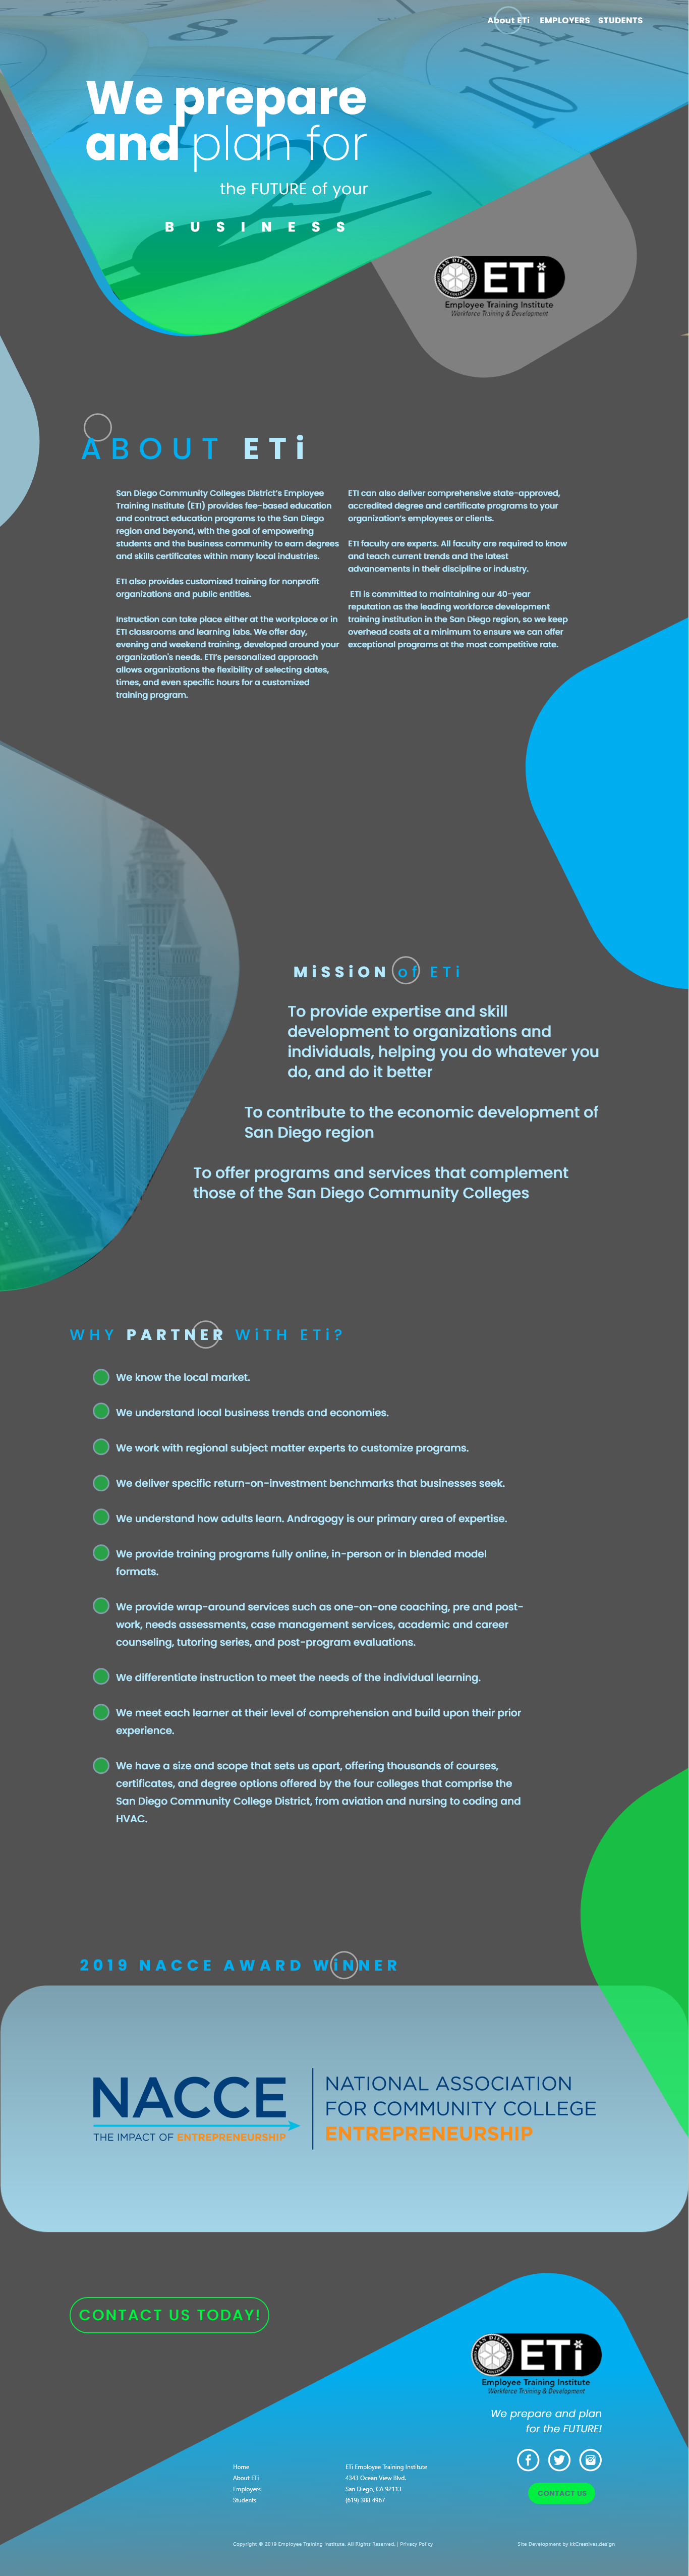 About ETi EMPLOYERS STUDENTS
We prepare
and plan for
the FUTURE of your
BUSINESS
SAN DIEGO
ETi
Employee Training Institute
Workforce Training & Development
ABOUT ETi
San Diego Community Colleges District's Employee
Training Institute (ETI) provides fee-based education
and contract education programs to the San Diego
region and beyond, with the goal of empowering
students and the business community to earn degrees
and skills certificates within many local industries.
ETI also provides customized training for nonprofit
organizations and public entities.
Instruction can take place either at the workplace or in
ETI classrooms and learning labs. We offer day,
evening and weekend training, developed around your
organization's needs. ETI's personalized approach
allows organizations the flexibility of selecting dates,
times, and even specific hours for a customized
training program.
ETI can also deliver comprehensive state-approved,
accredited degree and certificate programs to your
organization's employees or clients.
ETI faculty are experts. All faculty are required to know
and teach current trends and the latest
advancements in their discipline or industry.
ETI is committed to maintaining our 40-year
reputation as the leading workforce development
training institution in the San Diego region, so we keep
overhead costs at a minimum to ensure we can offer
exceptional programs at the most competitive rate.
MiSSiON of ETi
To provide expertise and skill
development to organizations and
individuals, helping you do whatever you
do, and do it better
To contribute to the economic development of
San Diego region
To offer programs and services that complement
those of the San Diego Community Colleges
WHY PARTNER WiTH ETi?
We know the local market.
We understand local business trends and economies.
We work with regional subject matter experts to customize programs.
We deliver specific return-on-investment benchmarks that businesses seek.
We understand how adults learn. Andragogy is our primary area of expertise.
We provide training programs fully online, in-person or in blended model
formats.
We provide wrap-around services such as one-on-one coaching, pre and post-
work, needs assessments, case management services, academic and career
counseling, tutoring series, and post-program evaluations.
We differentiate instruction to meet the needs of the individual learning.
We meet each learner at their level of comprehension and build upon their prior
experience.
We have a size and scope that sets us apart, offering thousands of courses,
certificates, and degree options offered by the four colleges that comprise the
San Diego Community College District, from aviation and nursing to coding and
HVAC.
2019 NACCE AWARD WiNNER
NACCE
THE IMPACT OF ENTREPRENEURSHIP
NATIONAL ASSOCIATION
FOR COMMUNITY COLLEGE
ENTREPRENEURSHIP
CONTACT US TODAY!
SAN DIEGO
ETi
Employee Training Institute
Workforce Training & Development
We prepare and plan
for the FUTURE!
CONTACT US
Home
About ETi
Employers
Students
ETi Employee Training Institute
4343 Ocean View Blvd.
San Diego, CA 92113
(619) 388 4967
Copyright © 2019 Employee Training Institute. All Rights Reserved. | Privacy Policy
Site Development by ktCreatives.design